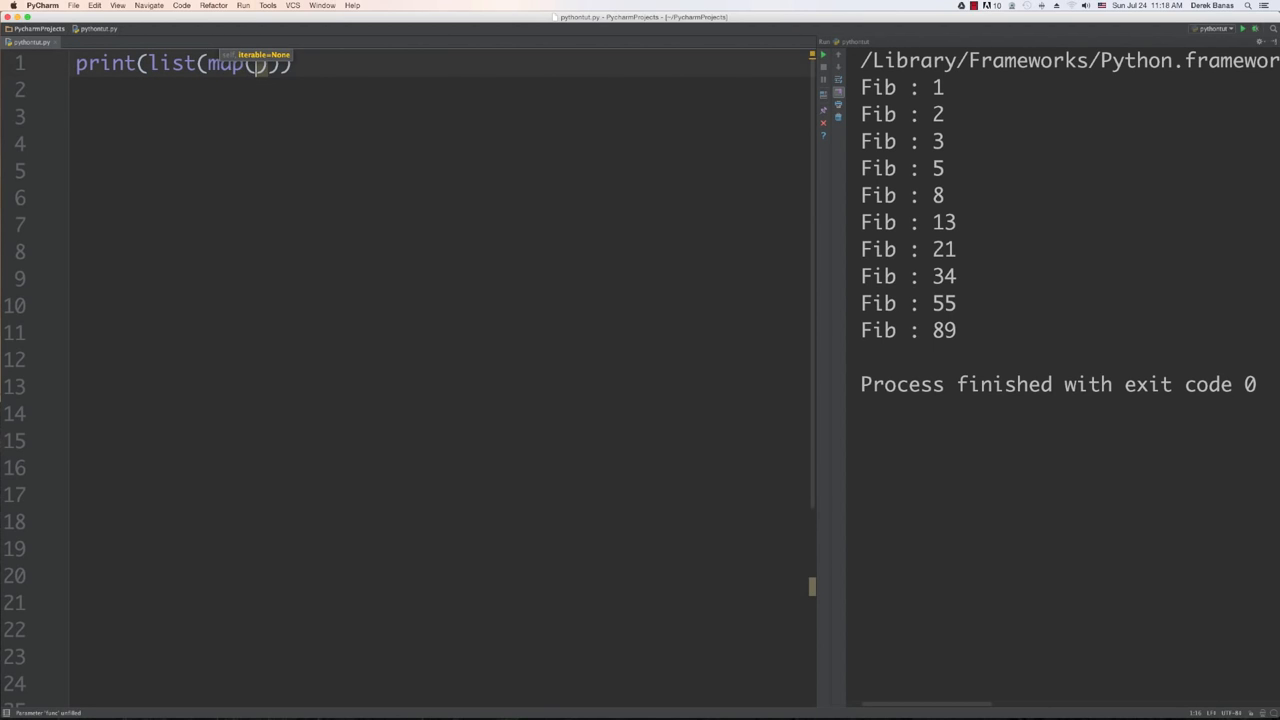 PyCharm File Edit View Navigate Code Refactor Run Tools VCS Window Help
10 Sun Jul 24 11:18 AM Derek Banas
pythontut.py - PycharmProjects - [~/PycharmProjects]
PycharmProjects pythontut.py
pythontut
pythontut.py
Run: pythontut
self, iterable=None
1 print(list(map()))
2
3
4
5
6
7
8
9
10
11
12
13
14
15
16
17
18
19
20
21
22
23
24
25
/Library/Frameworks/Python.framewor
Fib : 1
Fib : 2
Fib : 3
Fib : 5
Fib : 8
Fib : 13
Fib : 21
Fib : 34
Fib : 55
Fib : 89
Process finished with exit code 0
Parameter 'func' unfilled
1:16 LF÷ UTF-8÷